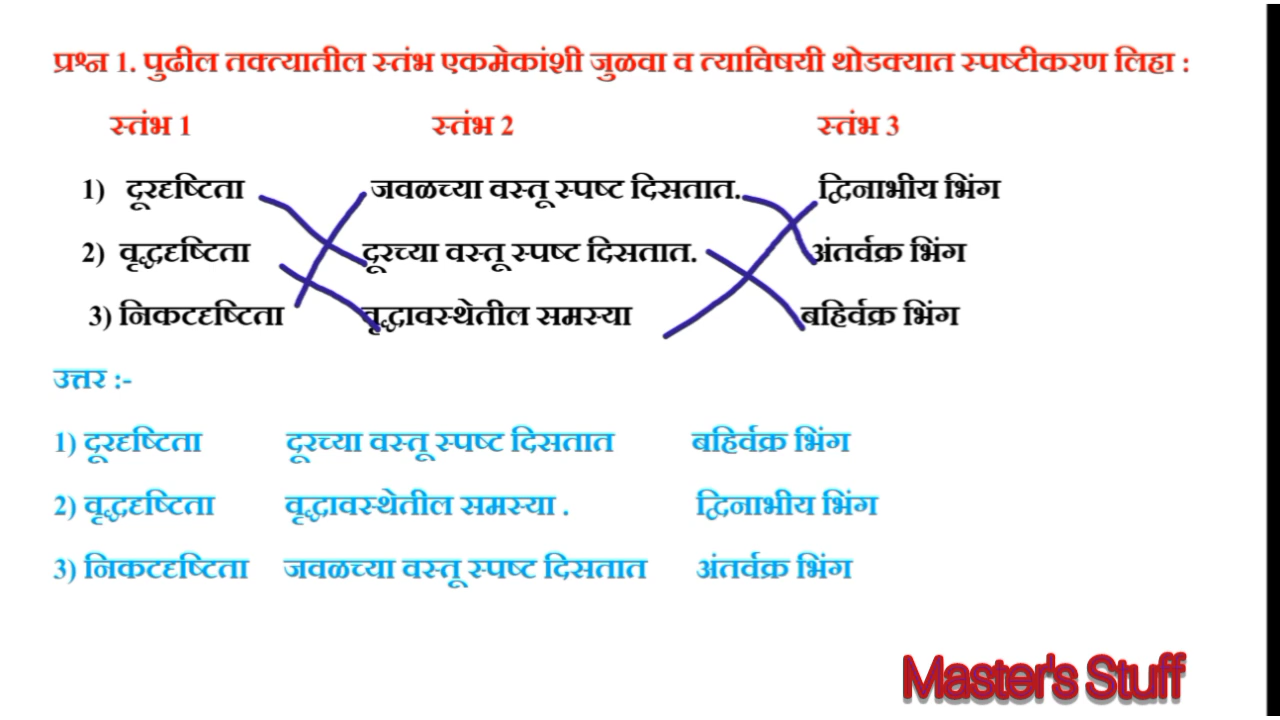 प्रश्न 1. पुढील तक्त्यातील स्तंभ एकमेकांशी जुळवा व त्याविषयी थोडक्यात स्पष्टीकरण लिहा :
स्तंभ 1 स्तंभ 2 स्तंभ 3
1) दूरदृष्टिता जवळच्या वस्तू स्पष्ट दिसतात. द्विनाभीय भिंग
2) वृद्धदृष्टिता दूरच्या वस्तू स्पष्ट दिसतात. अंतर्वक्र भिंग
3) निकटदृष्टिता वृद्धावस्थेतील समस्या बहिर्वक्र भिंग
उत्तर :-
1) दूरदृष्टिता दूरच्या वस्तू स्पष्ट दिसतात बहिर्वक्र भिंग
2) वृद्धदृष्टिता वृद्धावस्थेतील समस्या . द्विनाभीय भिंग
3) निकटदृष्टिता जवळच्या वस्तू स्पष्ट दिसतात अंतर्वक्र भिंग
Master's Stuff